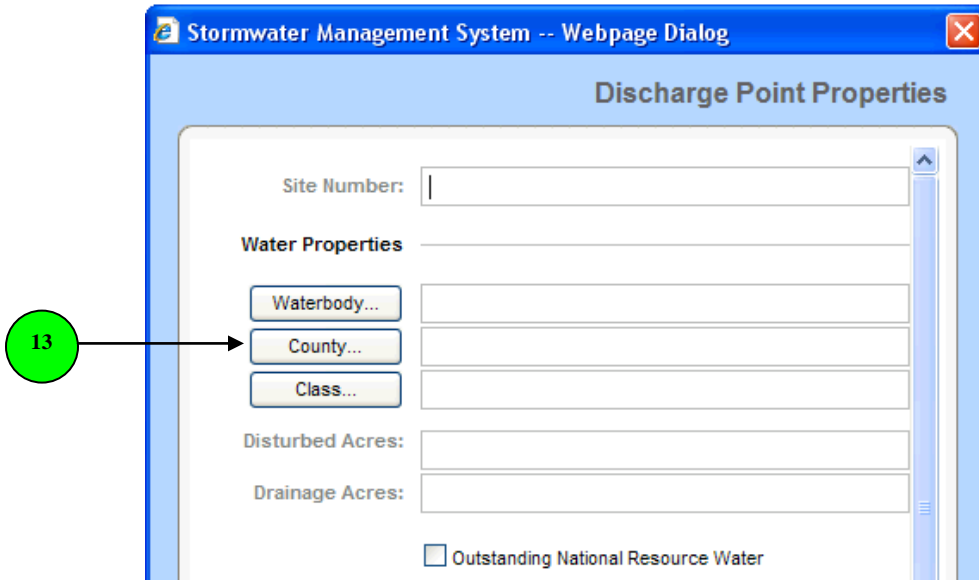 Stormwater Management System -- Webpage Dialog
Discharge Point Properties
Site Number:
Water Properties
Waterbody...
13
County...
Class...
Disturbed Acres:
Drainage Acres:
Outstanding National Resource Water